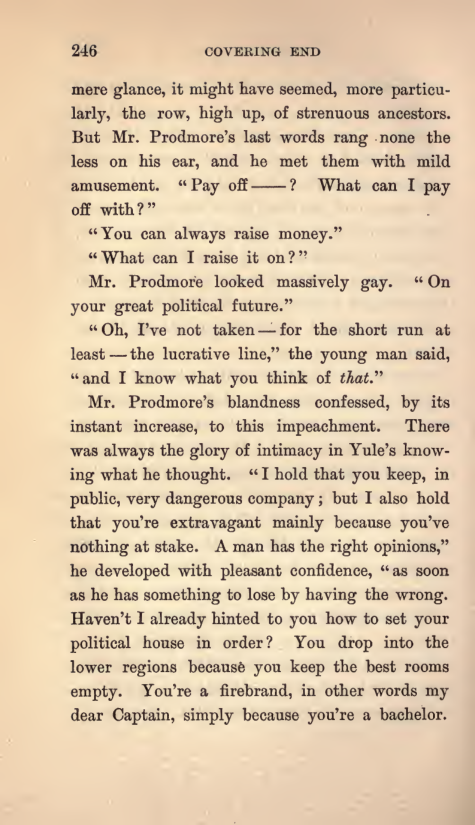 246 COVERING END
mere glance, it might have seemed, more particu-
larly, the row, high up, of strenuous ancestors.
But Mr. Prodmore's last words rang none the
less on his ear, and he met them with mild
amusement. “Pay off——? What can I pay
off with?”
“You can always raise money.”
“What can I raise it on?”
Mr. Prodmore looked massively gay. “On
your great political future.”
“Oh, I've not taken — for the short run at
least — the lucrative line,” the young man said,
“and I know what you think of that.”
Mr. Prodmore's blandness confessed, by its
instant increase, to this impeachment. There
was always the glory of intimacy in Yule's know-
ing what he thought. “I hold that you keep, in
public, very dangerous company; but I also hold
that you're extravagant mainly because you've
nothing at stake. A man has the right opinions,”
he developed with pleasant confidence, “as soon
as he has something to lose by having the wrong.
Haven't I already hinted to you how to set your
political house in order? You drop into the
lower regions because you keep the best rooms
empty. You're a firebrand, in other words my
dear Captain, simply because you're a bachelor.